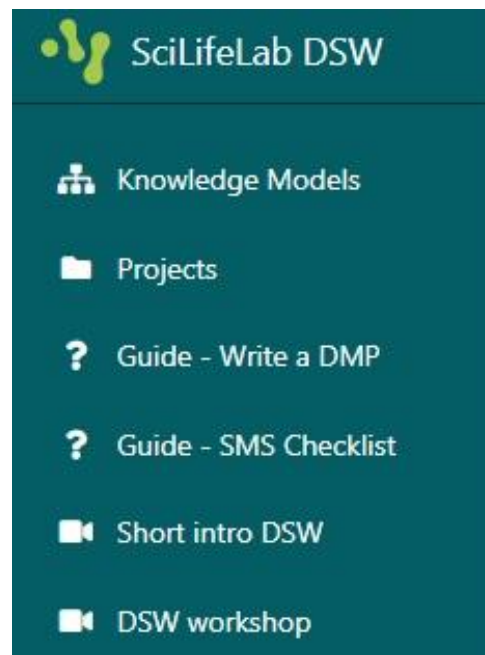 SciLifeLab DSW
Knowledge Models
Projects
Guide - Write a DMP
Guide - SMS Checklist
Short intro DSW
DSW workshop